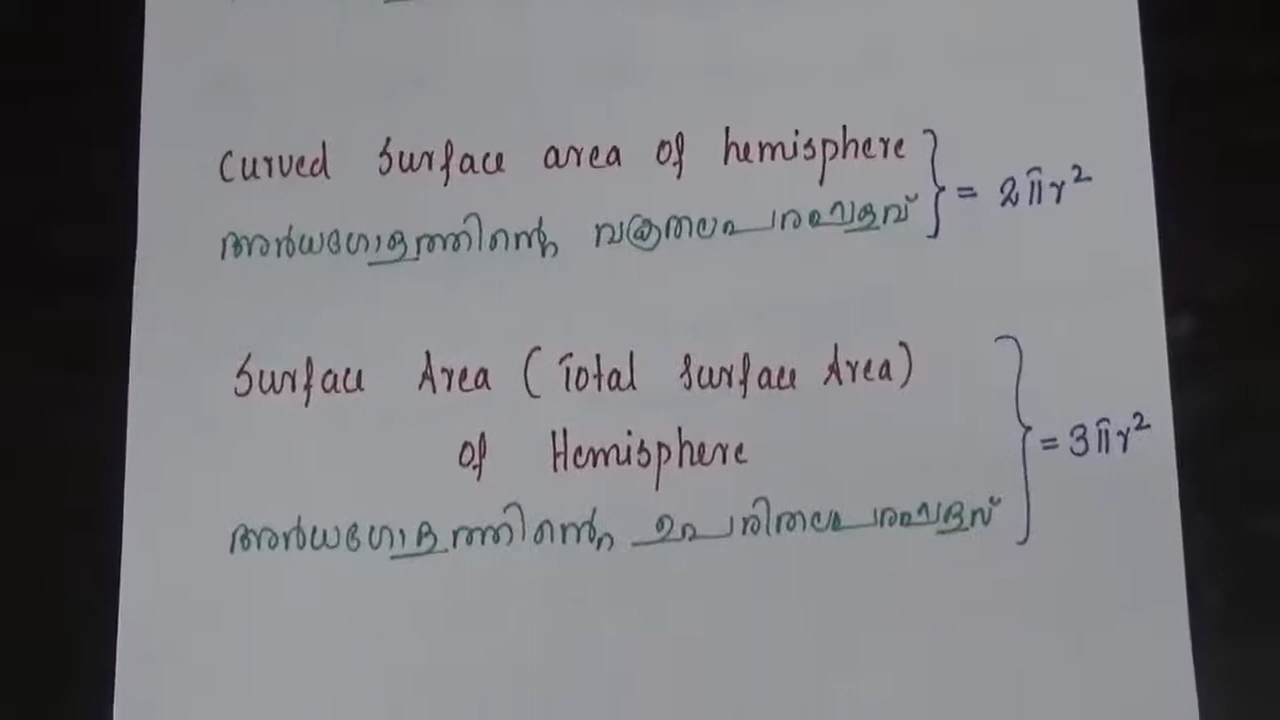 Curved Surface area of hemisphere } = 2πr²
അർധഗോളത്തിന്റെ വക്രതലപരപ്പളവ്
Surface Area (Total Surface Area)
of Hemisphere } = 3πr²
അർധഗോളത്തിന്റെ ഉപരിതലപരപ്പളവ്